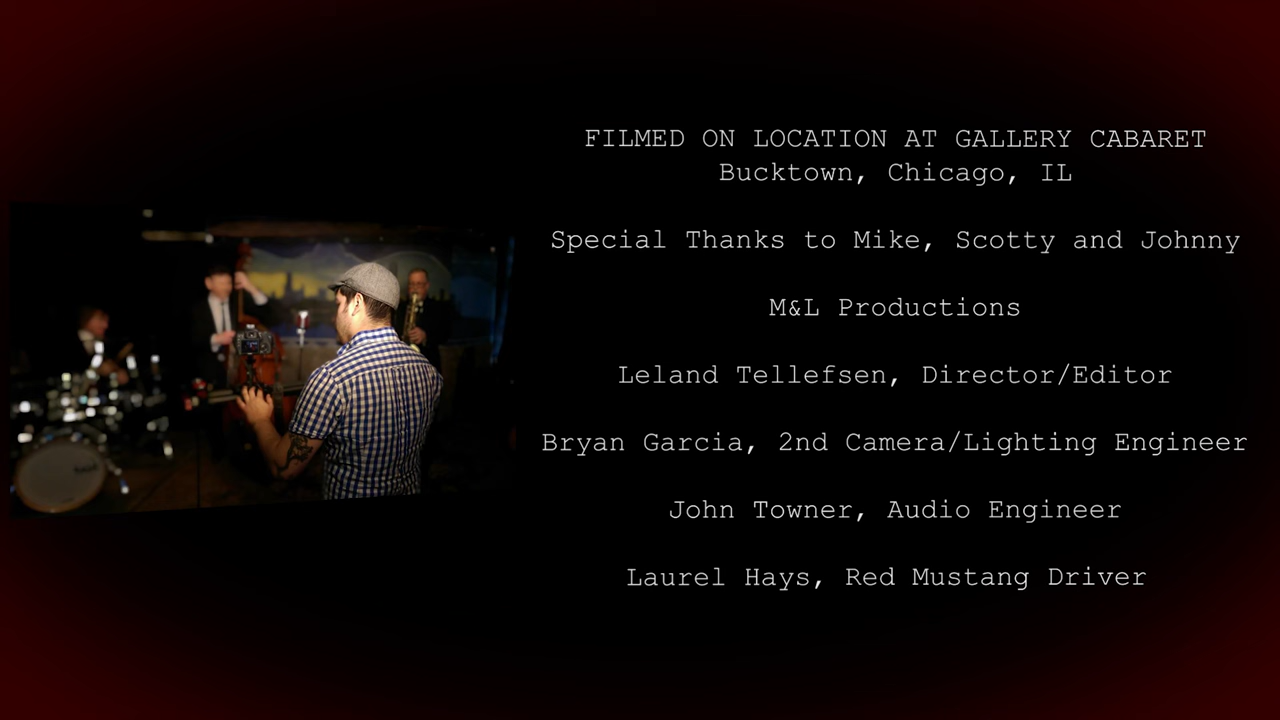 FILMED ON LOCATION AT GALLERY CABARET
Bucktown, Chicago, IL
Special Thanks to Mike, Scotty and Johnny
M&L Productions
Leland Tellefsen, Director/Editor
Bryan Garcia, 2nd Camera/Lighting Engineer
John Towner, Audio Engineer
Laurel Hays, Red Mustang Driver